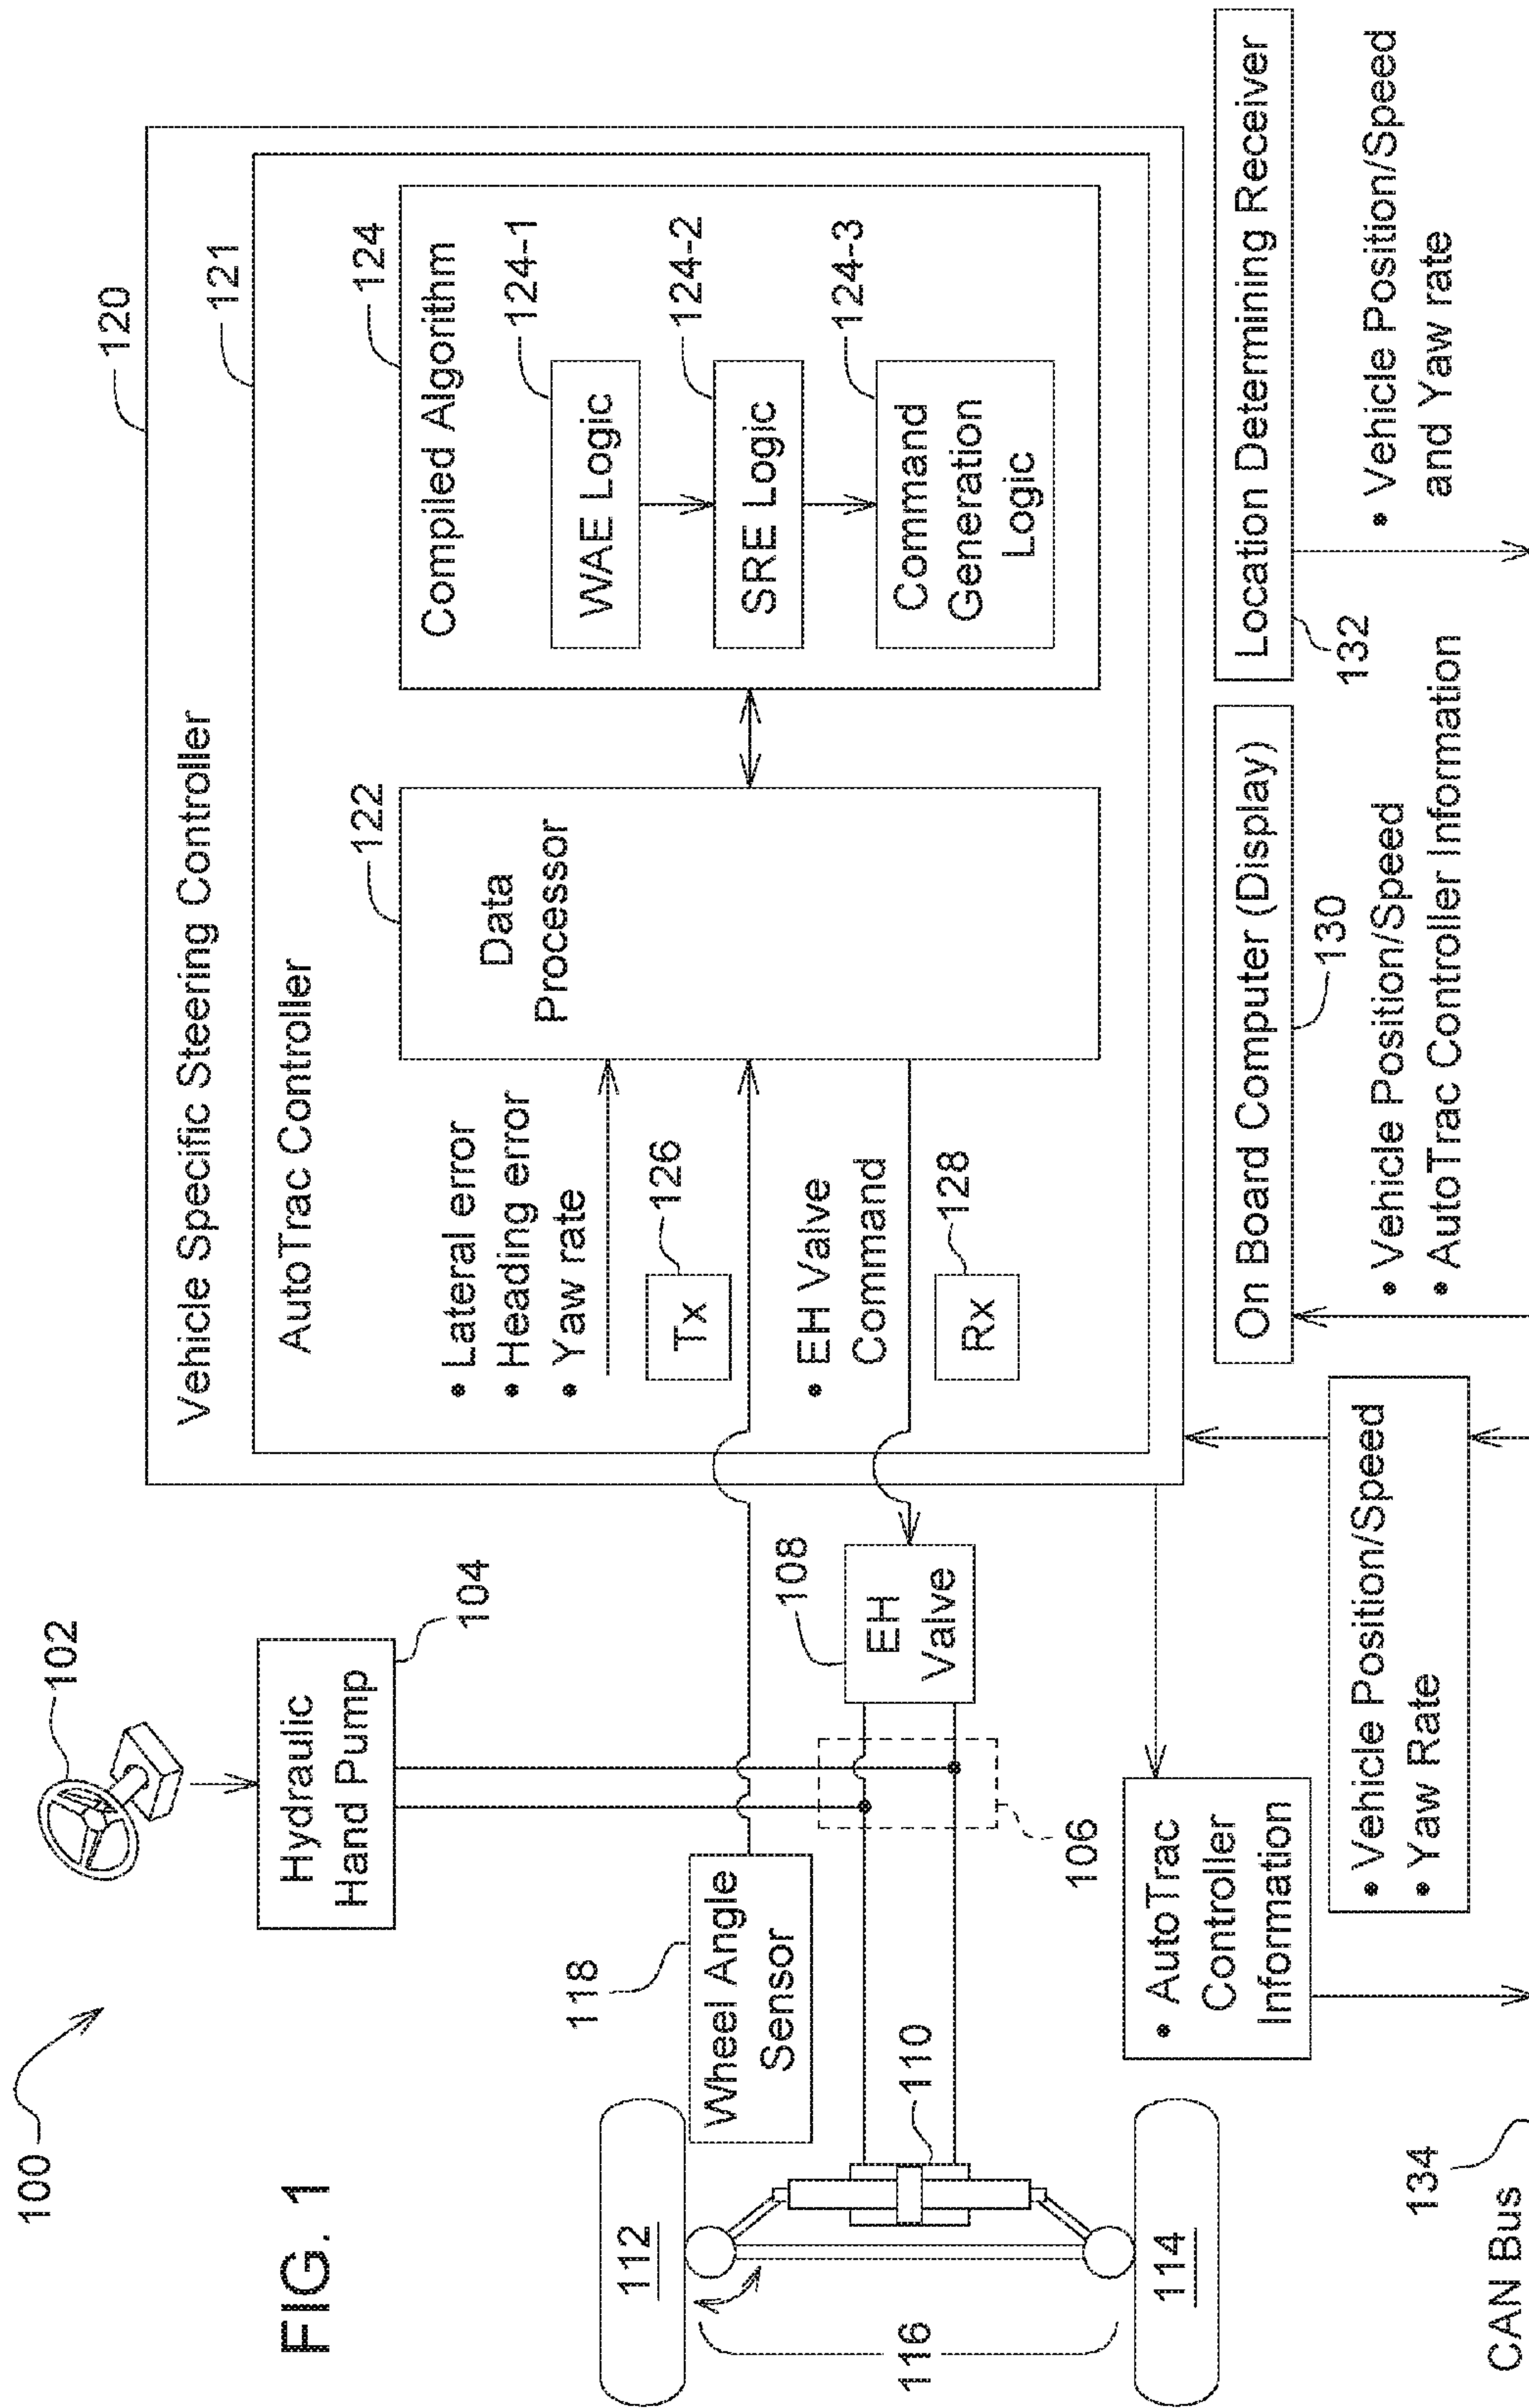 FIG. 1
100
102
Hydraulic
Hand Pump
104
118
Wheel Angle
Sensor
112
110
116
114
106
108
EH
Valve
120
Vehicle Specific Steering Controller
121
AutoTrac Controller
• Lateral error
• Heading error
• Yaw rate
Tx
126
• EH Valve
Command
Rx
128
122
Data
Processor
124
Compiled Algorithm
124-1
WAE Logic
124-2
SRE Logic
124-3
Command
Generation
Logic
• AutoTrac
Controller
Information
• Vehicle Position/Speed
• Yaw Rate
On Board Computer (Display)
130
• Vehicle Position/Speed
• AutoTrac Controller Information
Location Determining Receiver
132
• Vehicle Position/Speed
and Yaw rate
134
CAN Bus